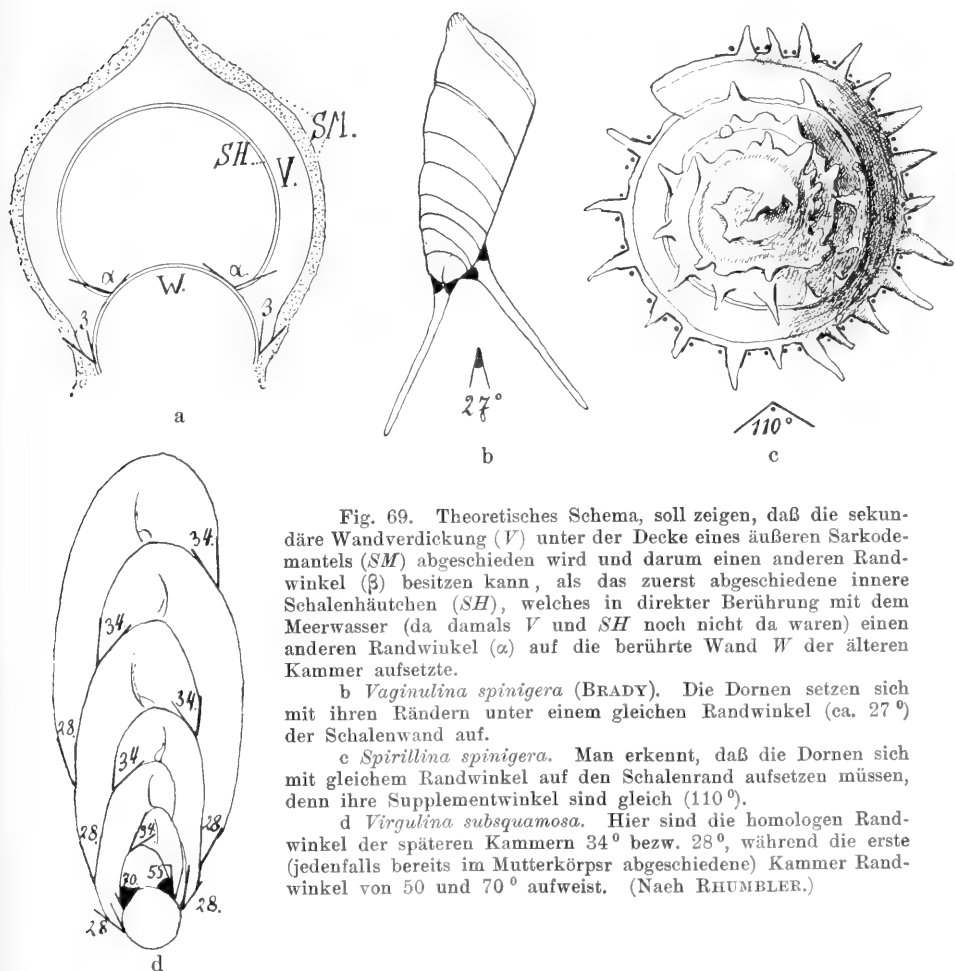 SM.
SH.
V.
α
α.
W.
3
3
a
27°
b
110°
c
34.
34.
34.
34.
34.
28.
28.
28.
70.
55
28.
28
d
Fig. 69. Theoretisches Schema, soll zeigen, daß die sekun-
däre Wandverdickung (V) unter der Decke eines äußeren Sarkode-
mantels (SM) abgeschieden wird und darum einen anderen Rand-
winkel (β) besitzen kann, als das zuerst abgeschiedene innere
Schalenhäutchen (SH), welches in direkter Berührung mit dem
Meerwasser (da damals V und SH noch nicht da waren) einen
anderen Randwinkel (α) auf die berührte Wand W der älteren
Kammer aufsetzte.
b Vaginulina spinigera (BRADY). Die Dornen setzen sich
mit ihren Rändern unter einem gleichen Randwinkel (ca. 27 °)
der Schalenwand auf.
c Spirillina spinigera. Man erkennt, daß die Dornen sich
mit gleichem Randwinkel auf den Schalenrand aufsetzen müssen,
denn ihre Supplementwinkel sind gleich (110 °).
d Virgulina subsquamosa. Hier sind die homologen Rand-
winkel der späteren Kammern 34 ° bezw. 28 °, während die erste
(jedenfalls bereits im Mutterkörpsr abgeschiedene) Kammer Rand-
winkel von 50 und 70 ° aufweist. (Naeh RHUMBLER.)